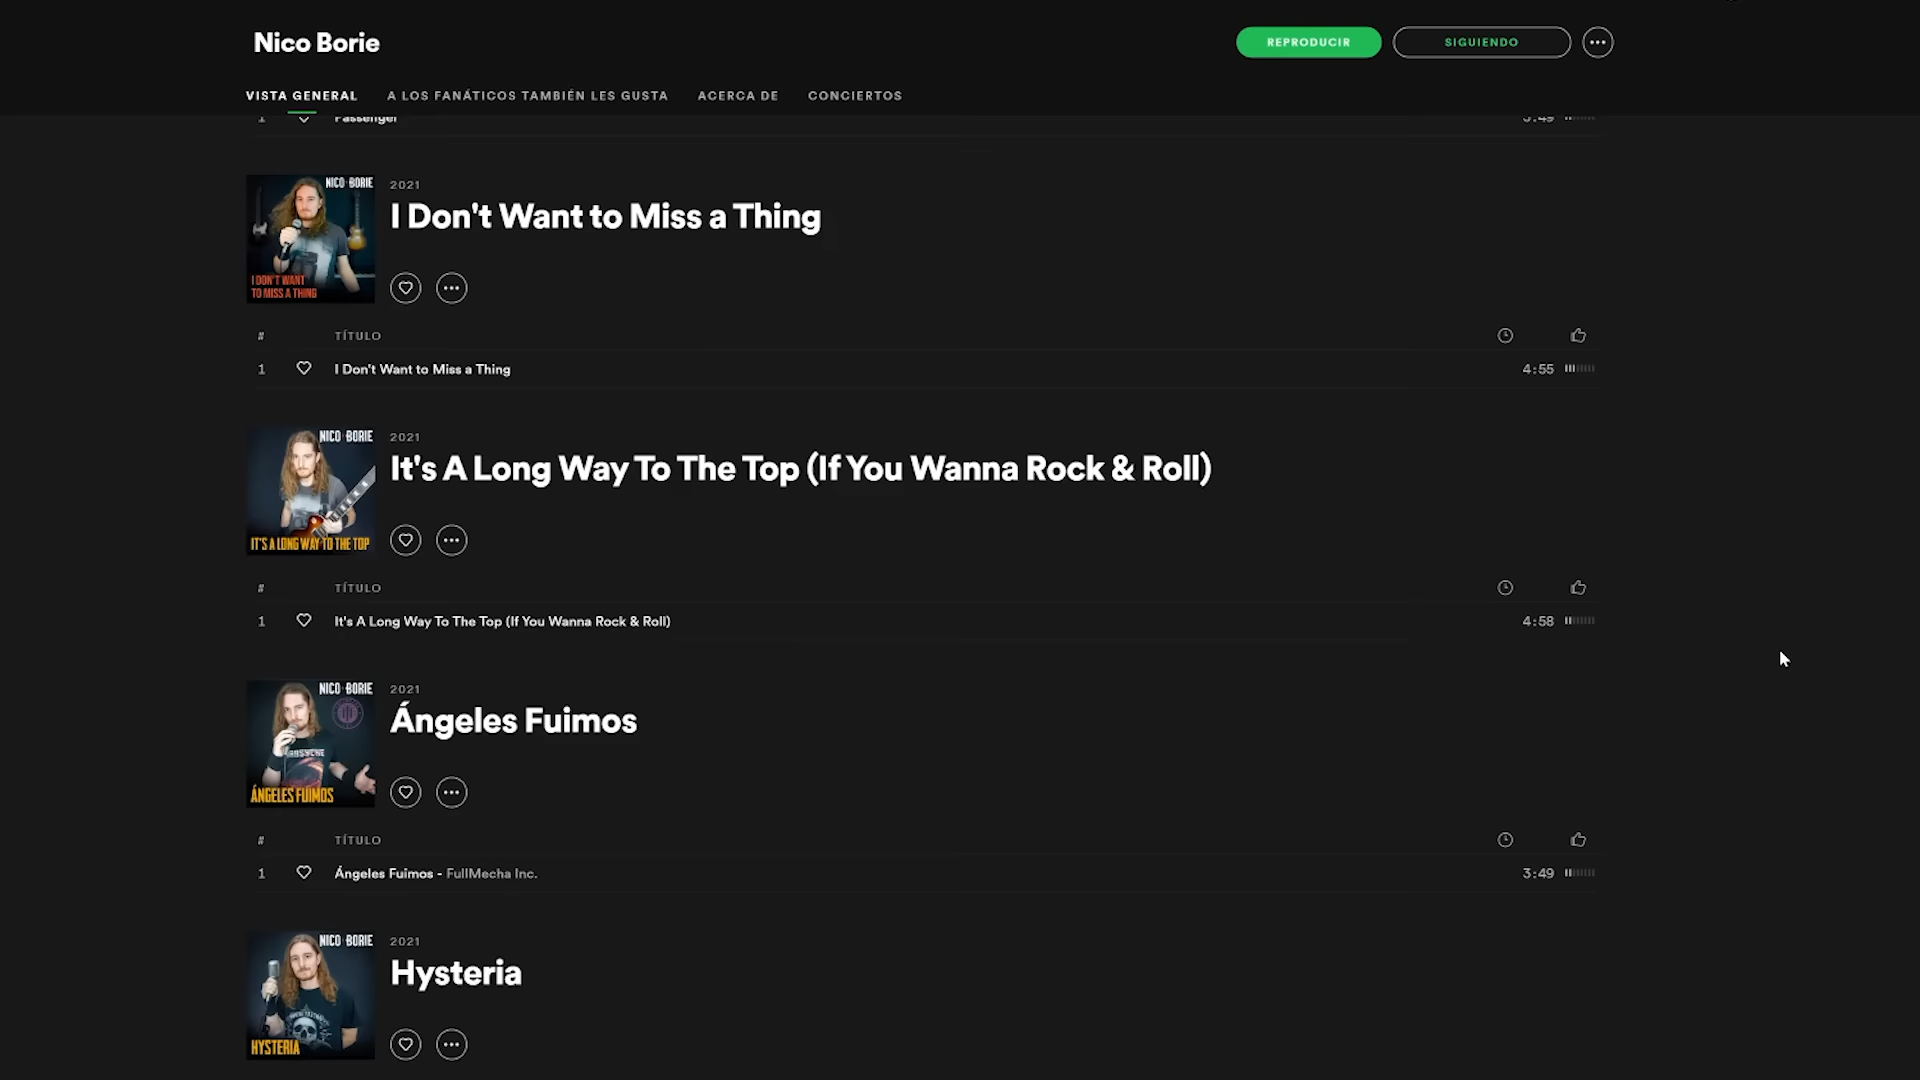 Nico Borie
REPRODUCIR
SIGUIENDO
VISTA GENERAL
A LOS FANÁTICOS TAMBIÉN LES GUSTA
ACERCA DE
CONCIERTOS
1 Passenger 3:49
NICO BORIE
I DON'T WANT
TO MISS A THING
2021
I Don't Want to Miss a Thing
# TÍTULO
1 I Don't Want to Miss a Thing 4:55
NICO BORIE
IT'S A LONG WAY TO THE TOP
2021
It's A Long Way To The Top (If You Wanna Rock & Roll)
# TÍTULO
1 It's A Long Way To The Top (If You Wanna Rock & Roll) 4:58
NICO BORIE
ÁNGELES FUIMOS
2021
Ángeles Fuimos
# TÍTULO
1 Ángeles Fuimos - FullMecha Inc. 3:49
NICO BORIE
HYSTERIA
2021
Hysteria